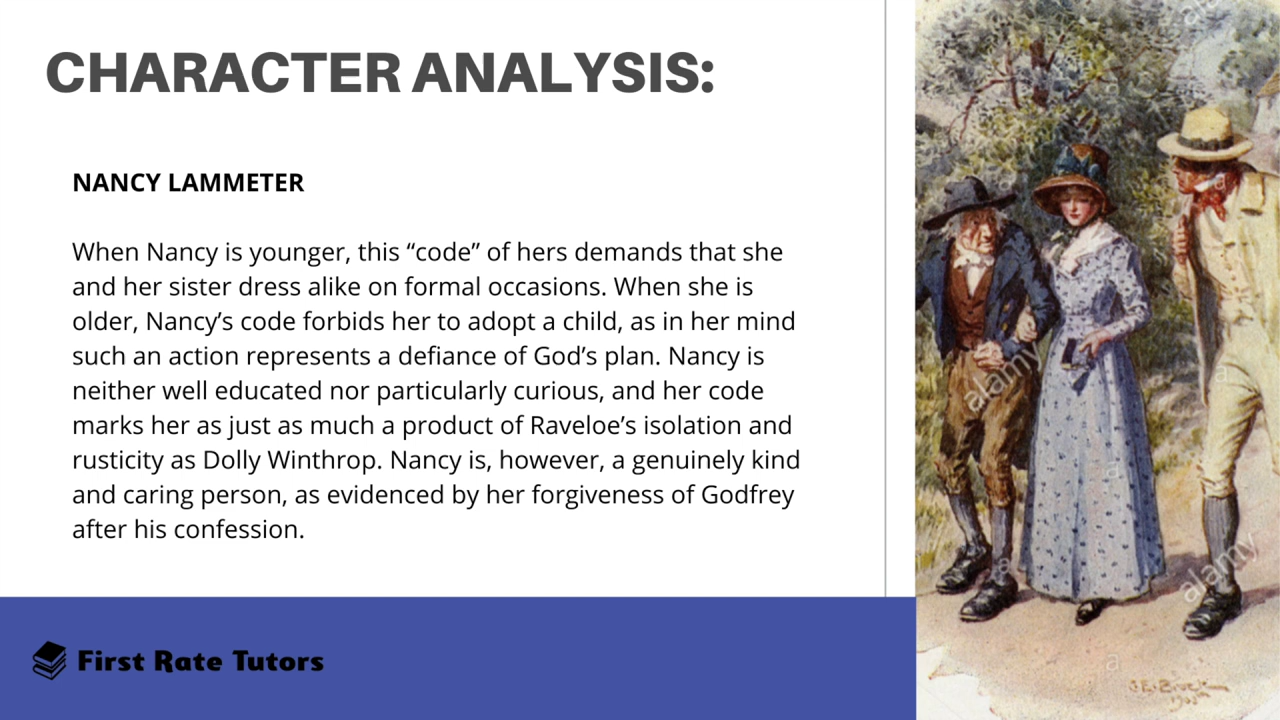 CHARACTER ANALYSIS:
NANCY LAMMETER
When Nancy is younger, this “code” of hers demands that she
and her sister dress alike on formal occasions. When she is
older, Nancy’s code forbids her to adopt a child, as in her mind
such an action represents a defiance of God’s plan. Nancy is
neither well educated nor particularly curious, and her code
marks her as just as much a product of Raveloe’s isolation and
rusticity as Dolly Winthrop. Nancy is, however, a genuinely kind
and caring person, as evidenced by her forgiveness of Godfrey
after his confession.
First Rate Tutors
alamy
alamy
a
a
a
a
a